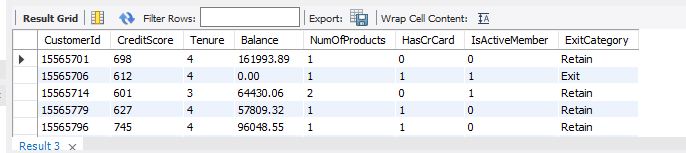 Result Grid Filter Rows: Export: Wrap Cell Content:
CustomerId CreditScore Tenure Balance NumOfProducts HasCrCard IsActiveMember ExitCategory
15565701 698 4 161993.89 1 0 0 Retain
15565706 612 4 0.00 1 1 1 Exit
15565714 601 3 64430.06 2 0 1 Retain
15565779 627 4 57809.32 1 1 0 Retain
15565796 745 4 96048.55 1 1 0 Retain
Result 3 ×